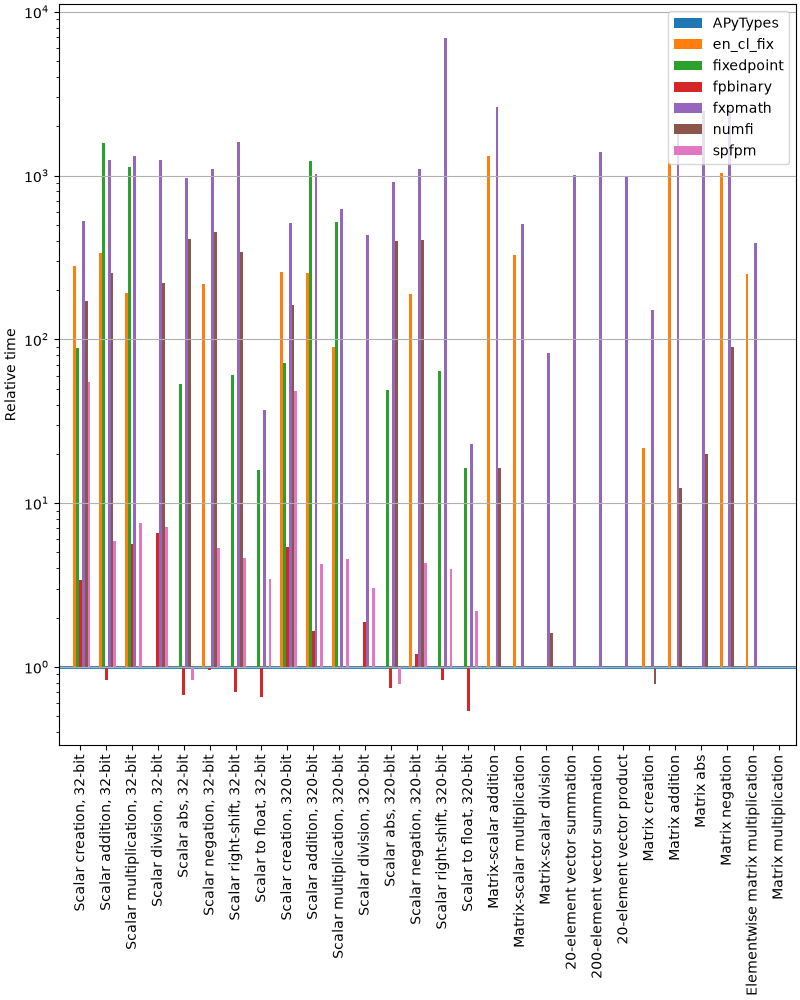 10⁴
10³
10²
10¹
10⁰
Relative time
APyTypes
en_cl_fix
fixedpoint
fpbinary
fxpmath
numfi
spfpm
Scalar creation, 32-bit
Scalar addition, 32-bit
Scalar multiplication, 32-bit
Scalar division, 32-bit
Scalar abs, 32-bit
Scalar negation, 32-bit
Scalar right-shift, 32-bit
Scalar to float, 32-bit
Scalar creation, 320-bit
Scalar addition, 320-bit
Scalar multiplication, 320-bit
Scalar division, 320-bit
Scalar abs, 320-bit
Scalar negation, 320-bit
Scalar right-shift, 320-bit
Scalar to float, 320-bit
Matrix-scalar addition
Matrix-scalar multiplication
Matrix-scalar division
20-element vector summation
200-element vector summation
20-element vector product
Matrix creation
Matrix addition
Matrix abs
Matrix negation
Elementwise matrix multiplication
Matrix multiplication